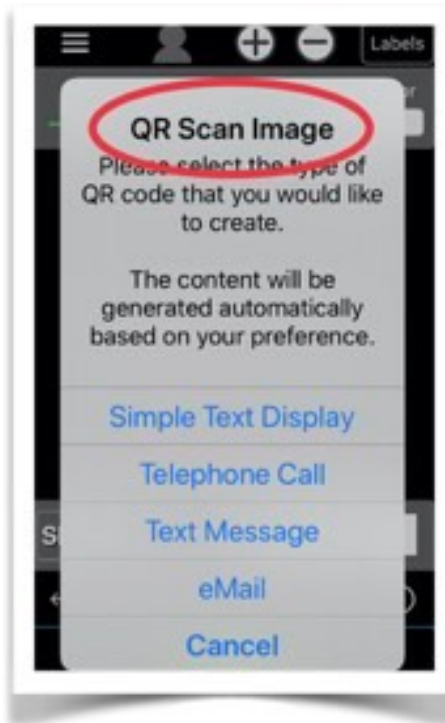 Labels
QR Scan Image
Please select the type of
QR code that you would like
to create.
The content will be
generated automatically
based on your preference.
Simple Text Display
Telephone Call
Text Message
eMail
Cancel